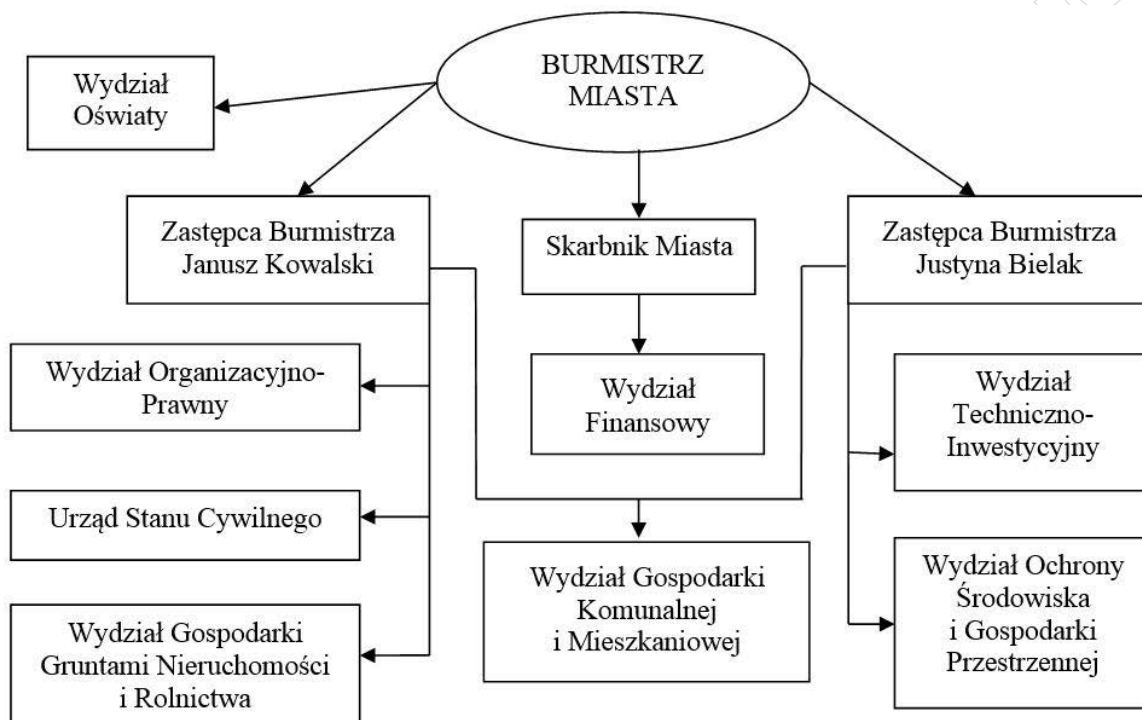 BURMISTRZ
MIASTA
Wydział
Oświaty
Zastępca Burmistrza
Janusz Kowalski
Skarbnik Miasta
Zastępca Burmistrza
Justyna Bielak
Wydział Organizacyjno-
Prawny
Wydział
Finansowy
Wydział
Techniczno-
Inwestycyjny
Urząd Stanu Cywilnego
Wydział Gospodarki
Komunalnej
i Mieszkaniowej
Wydział Ochrony
Środowiska
i Gospodarki
Przestrzennej
Wydział Gospodarki
Gruntami Nieruchomości
i Rolnictwa